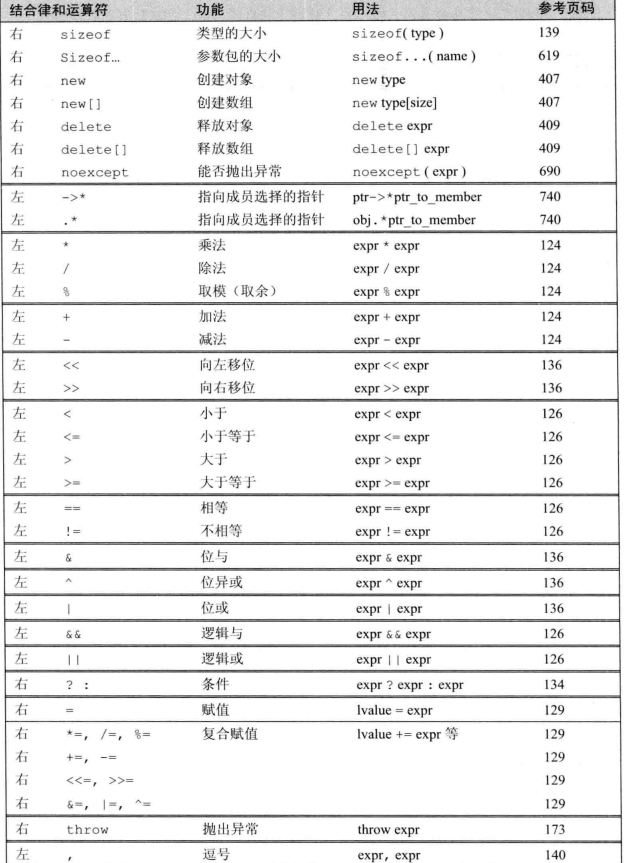 结合律和运算符 功能 用法 参考页码
右 sizeof 类型的大小 sizeof( type ) 139
右 Sizeof… 参数包的大小 sizeof...( name ) 619
右 new 创建对象 new type 407
右 new[] 创建数组 new type[size] 407
右 delete 释放对象 delete expr 409
右 delete[] 释放数组 delete[] expr 409
右 noexcept 能否抛出异常 noexcept ( expr ) 690
左 ->* 指向成员选择的指针 ptr->*ptr_to_member 740
左 .* 指向成员选择的指针 obj.*ptr_to_member 740
左 * 乘法 expr * expr 124
左 / 除法 expr / expr 124
左 % 取模（取余） expr % expr 124
左 + 加法 expr + expr 124
左 - 减法 expr - expr 124
左 << 向左移位 expr << expr 136
左 >> 向右移位 expr >> expr 136
左 < 小于 expr < expr 126
左 <= 小于等于 expr <= expr 126
左 > 大于 expr > expr 126
左 >= 大于等于 expr >= expr 126
左 == 相等 expr == expr 126
左 != 不相等 expr != expr 126
左 & 位与 expr & expr 136
左 ^ 位异或 expr ^ expr 136
左 | 位或 expr | expr 136
左 && 逻辑与 expr && expr 126
左 || 逻辑或 expr || expr 126
右 ? : 条件 expr ? expr : expr 134
右 = 赋值 lvalue = expr 129
右 *=, /=, %= 复合赋值 lvalue += expr 等 129
右 +=, -= 129
右 <<=, >>= 129
右 &=, |=, ^= 129
右 throw 抛出异常 throw expr 173
左 , 逗号 expr, expr 140